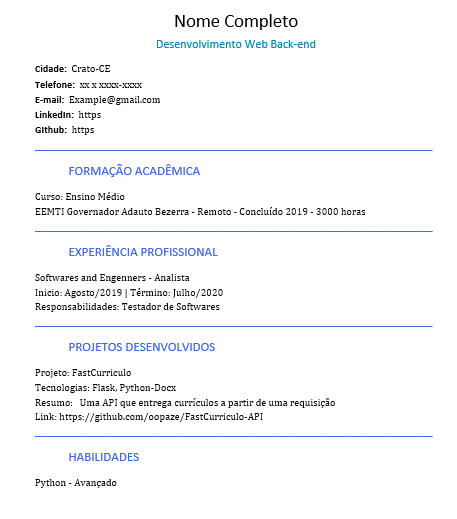 Nome Completo
Desenvolvimento Web Back-end
Cidade: Crato-CE
Telefone: xx x xxxx-xxxx
E-mail: Example@gmail.com
LinkedIn: https
GIthub: https
FORMAÇÃO ACADÊMICA
Curso: Ensino Médio
EEMTI Governador Adauto Bezerra - Remoto - Concluído 2019 - 3000 horas
EXPERIÊNCIA PROFISSIONAL
Softwares and Engenners - Analista
Inicio: Agosto/2019 | Término: Julho/2020
Responsabilidades: Testador de Softwares
PROJETOS DESENVOLVIDOS
Projeto: FastCurriculo
Tecnologias: Flask, Python-Docx
Resumo: Uma API que entrega currículos a partir de uma requisição
Link: https://github.com/oopaze/FastCurriculo-API
HABILIDADES
Python - Avançado